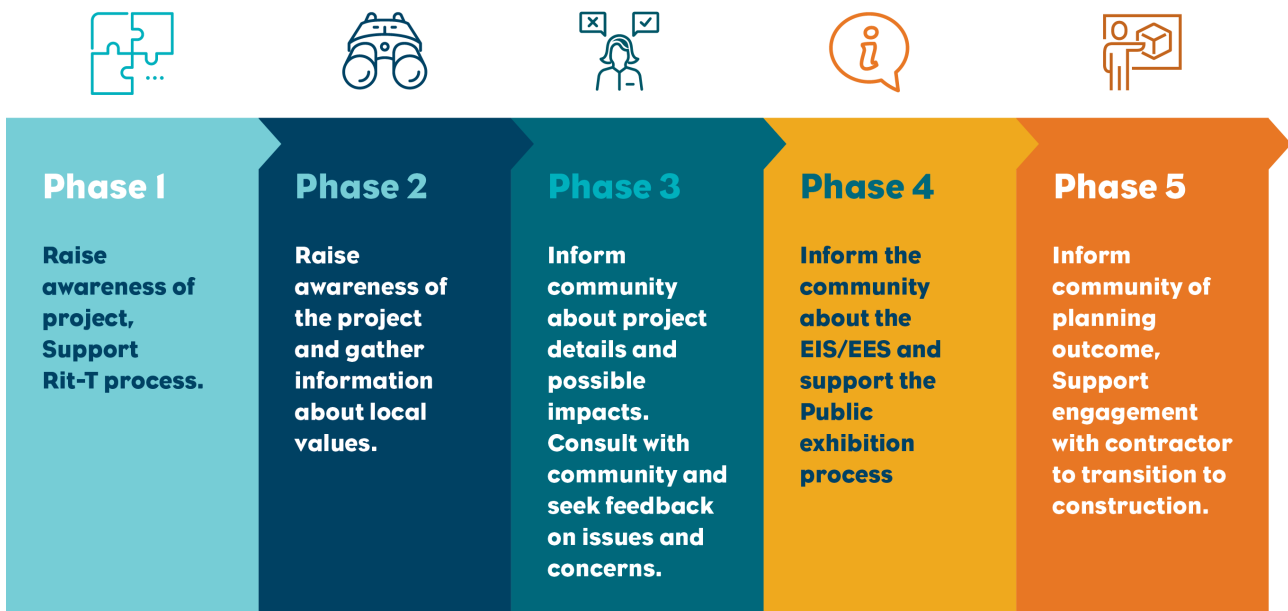 Phase 1
Raise
awareness of
project,
Support
Rit-T process.
Phase 2
Raise
awareness of
the project
and gather
information
about local
values.
Phase 3
Inform
community
about project
details and
possible
impacts.
Consult with
community and
seek feedback
on issues and
concerns.
Phase 4
Inform the
community
about the
EIS/EES and
support the
Public
exhibition
process
Phase 5
Inform
community of
planning
outcome,
Support
engagement
with contractor
to transition to
construction.